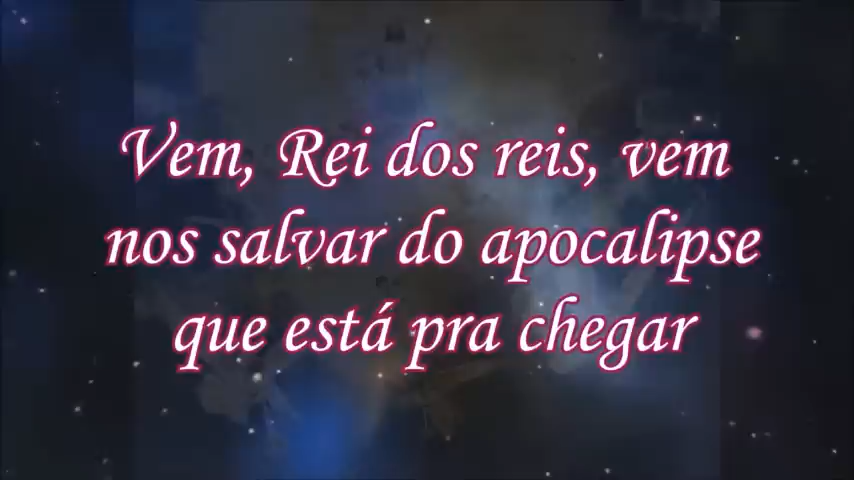 Vem, Rei dos reis, vem
nos salvar do apocalipse
que está pra chegar